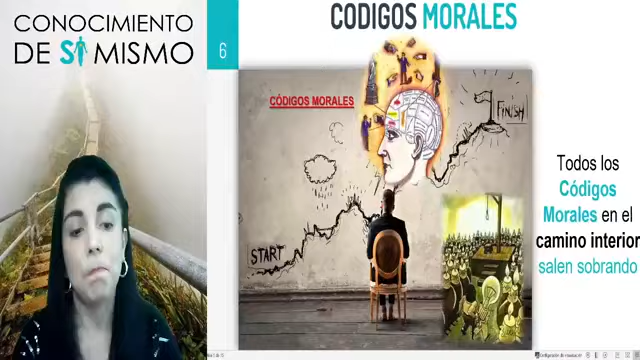 CONOCIMIENTO
DE SÍ MISMO
6
CODIGOS MORALES
CÓDIGOS MORALES
FINISH
START
Todos los
Códigos
Morales en el
camino interior
salen sobrando